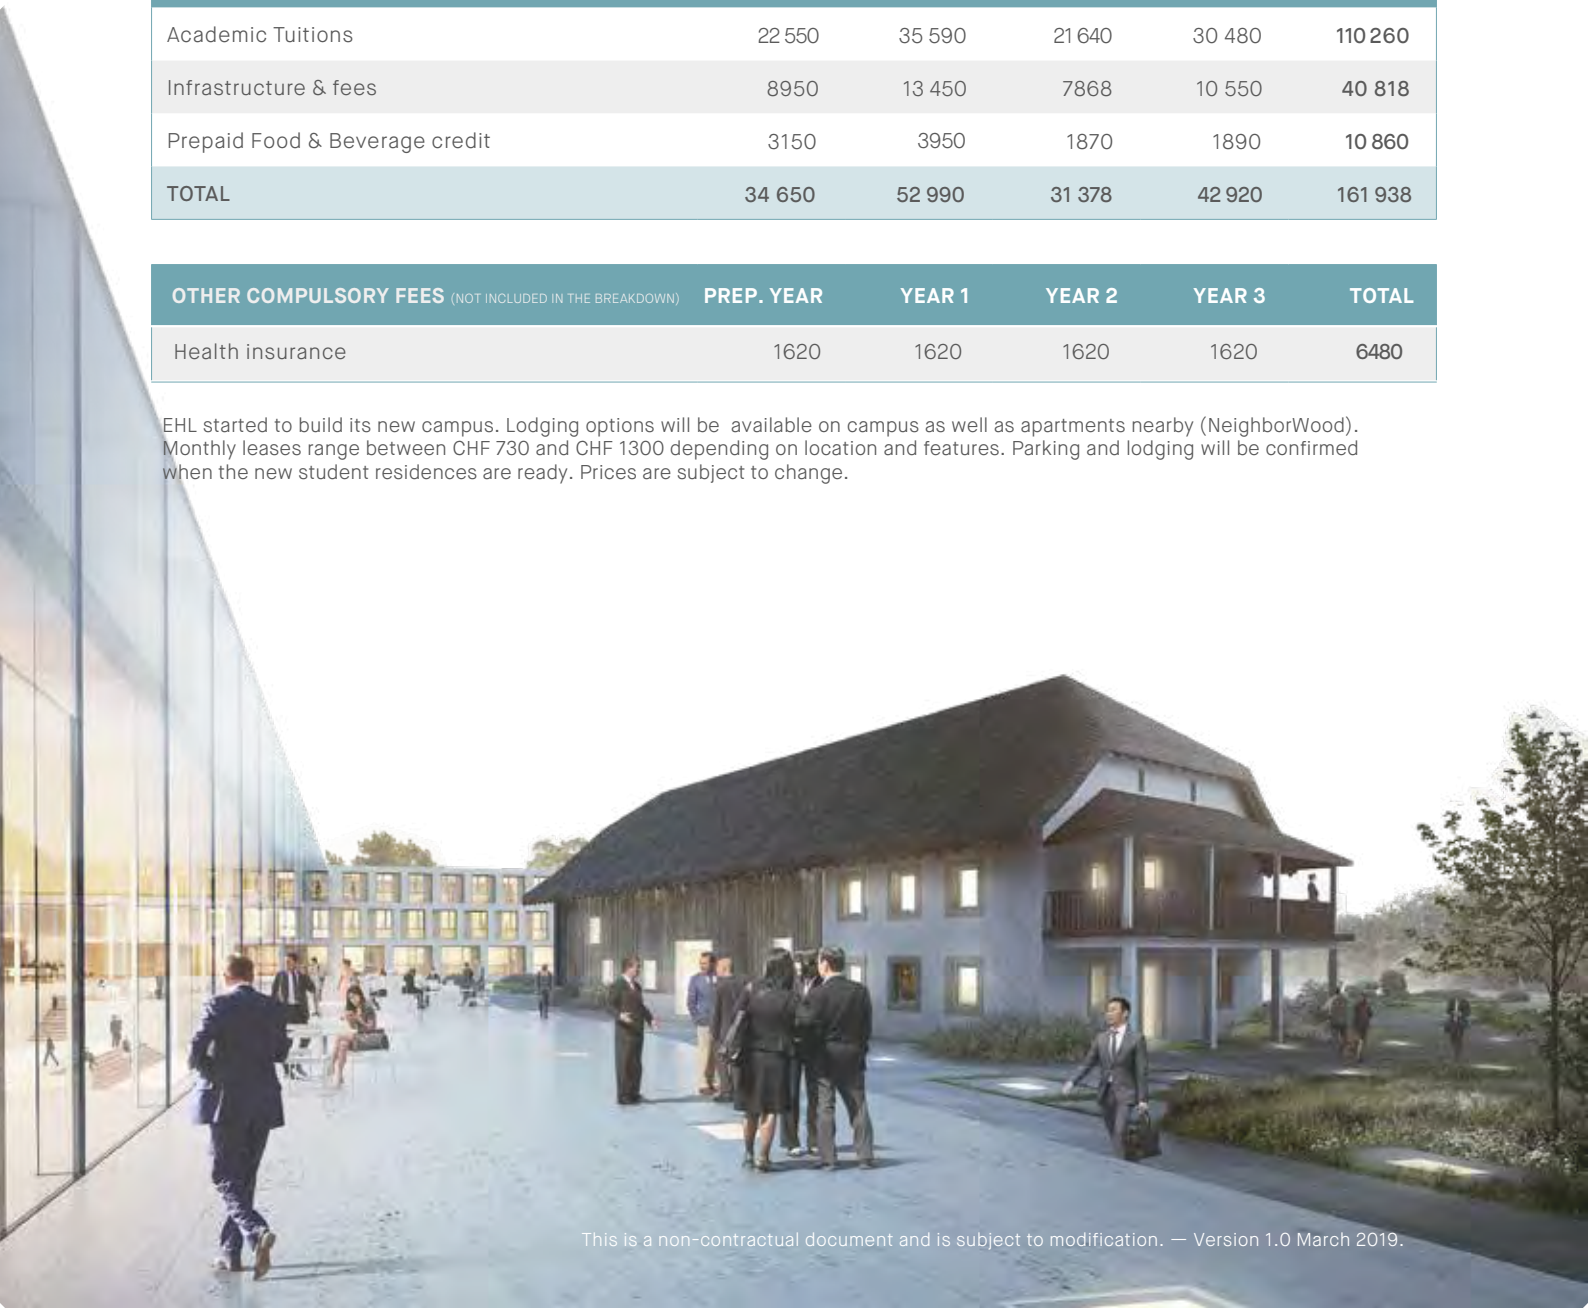 Academic Tuitions 22 550 35 590 21 640 30 480 110 260
Infrastructure & fees 8950 13 450 7868 10 550 40 818
Prepaid Food & Beverage credit 3150 3950 1870 1890 10 860
TOTAL 34 650 52 990 31 378 42 920 161 938
OTHER COMPULSORY FEES (NOT INCLUDED IN THE BREAKDOWN) PREP. YEAR YEAR 1 YEAR 2 YEAR 3 TOTAL
Health insurance 1620 1620 1620 1620 6480
EHL started to build its new campus. Lodging options will be available on campus as well as apartments nearby (NeighborWood).
Monthly leases range between CHF 730 and CHF 1300 depending on location and features. Parking and lodging will be confirmed
when the new student residences are ready. Prices are subject to change.
This is a non-contractual document and is subject to modification. — Version 1.0 March 2019.